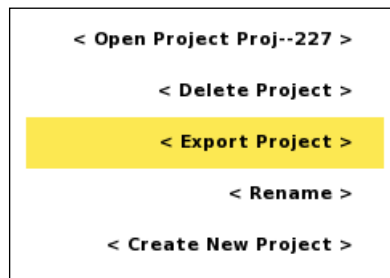 < Open Project Proj--227 >
< Delete Project >
< Export Project >
< Rename >
< Create New Project >